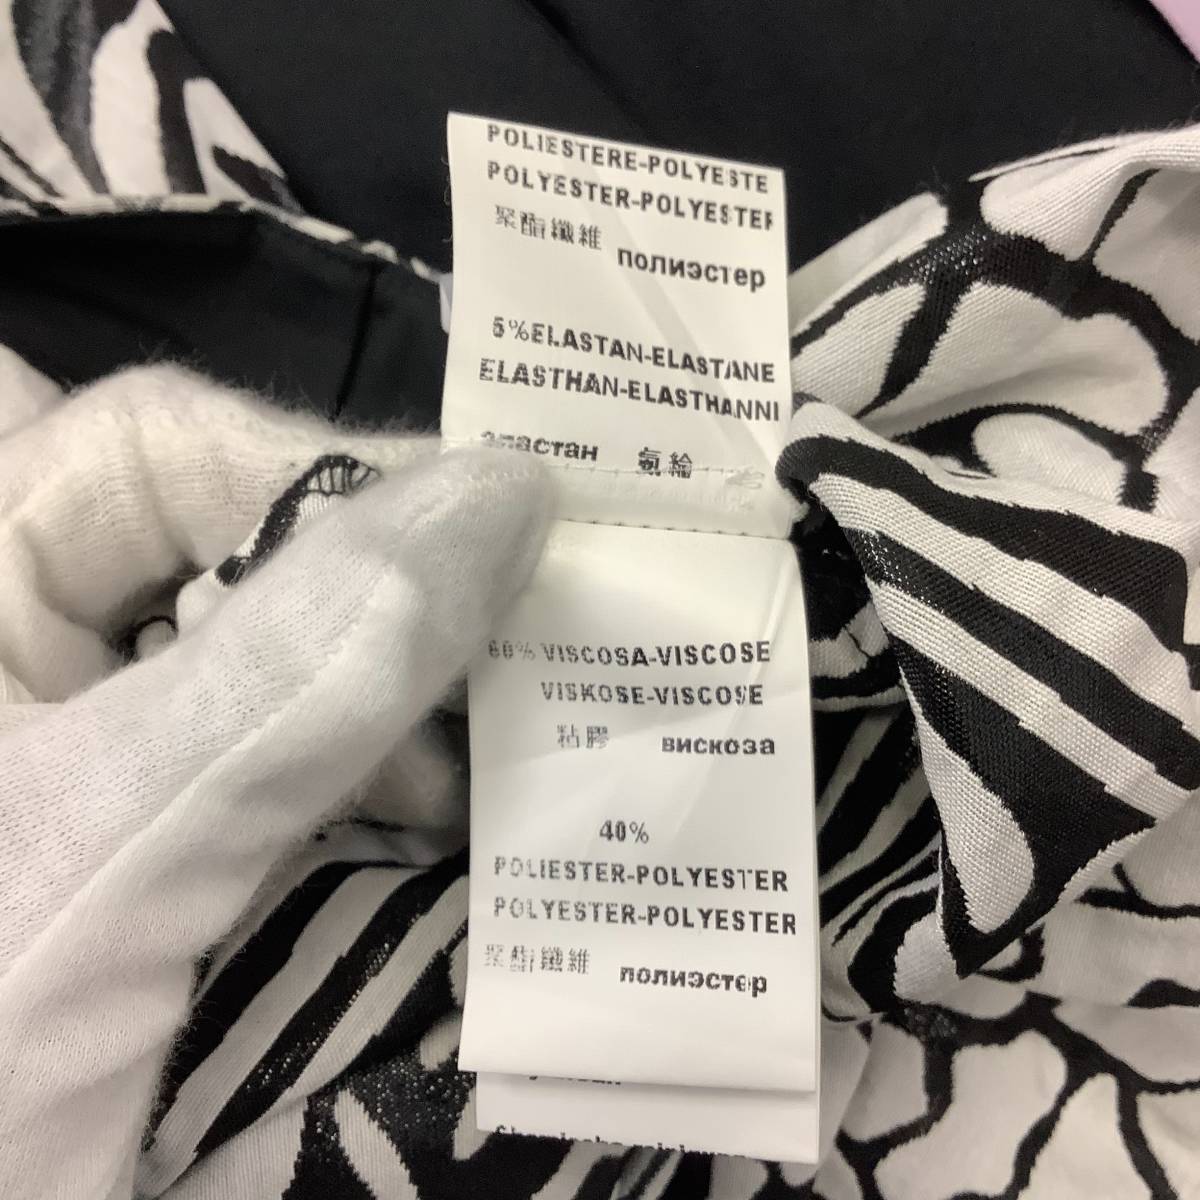 POLIESTERE-POLYESTE
POLYESTER-POLYESTER
聚酯纖維 полиэстер
5%ELASTAN-ELASTANE
ELASTHAN-ELASTHANNI
эластан 氨綸
60% VISCOSA-VISCOSE
VISKOSE-VISCOSE
粘膠 вискоза
40%
POLIESTER-POLYESTER
POLYESTER-POLYESTER
聚酯纖維 полиэстер